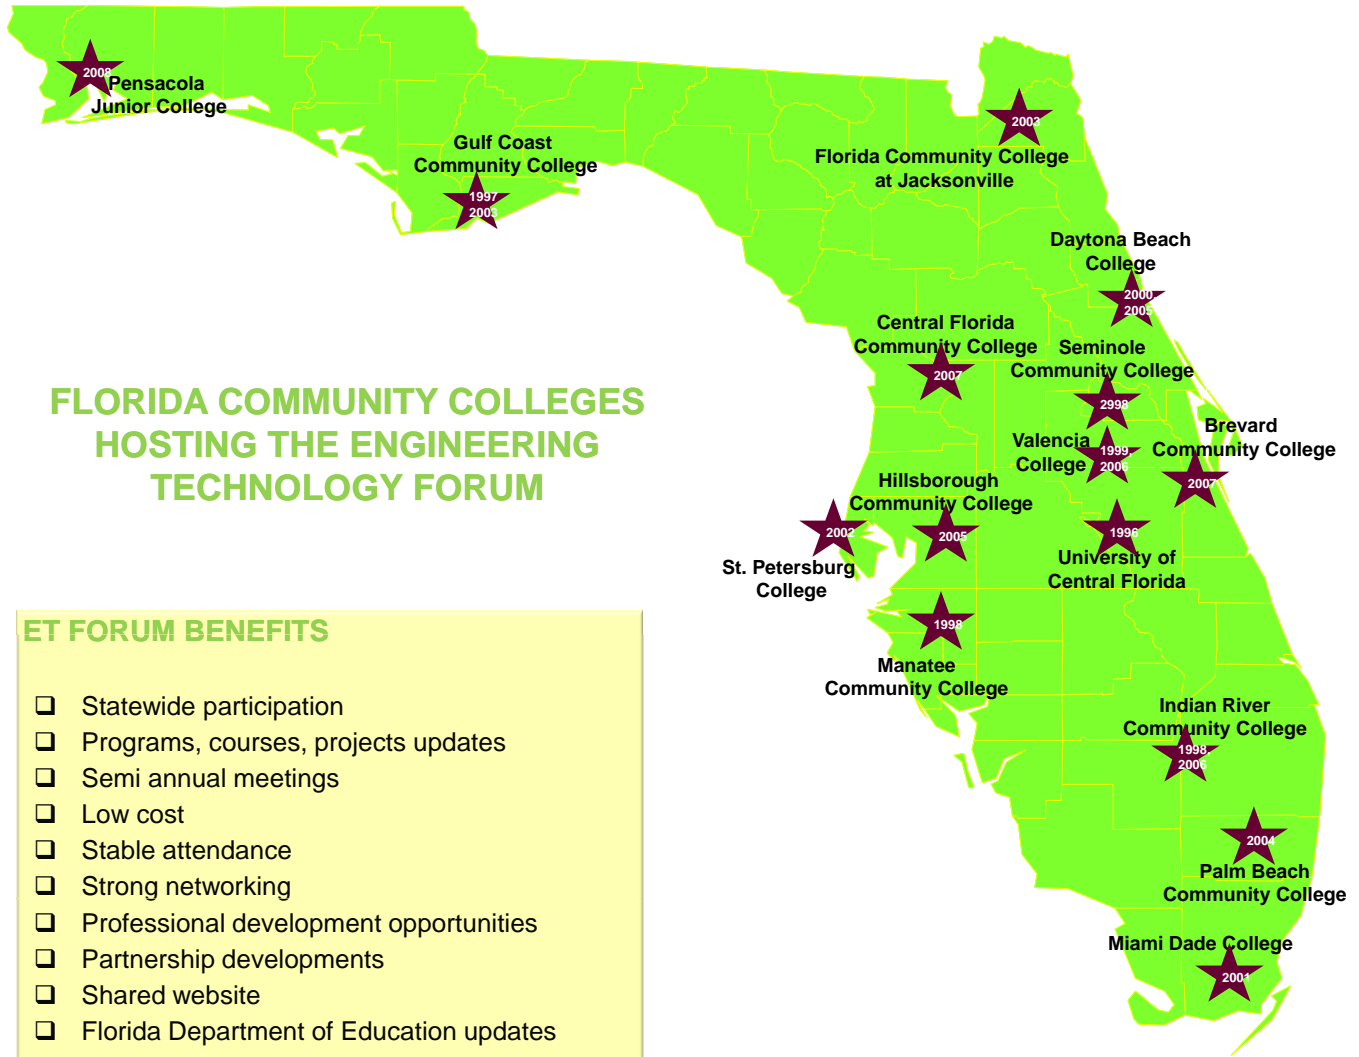 2008
Pensacola
Junior College
Gulf Coast
Community College
1997
2003
2003
Florida Community College
at Jacksonville
Daytona Beach
College
2000,
2005
Central Florida
Community College
2007
Seminole
Community College
2998
Valencia
College
1999,
2006
Brevard
Community College
2007
FLORIDA COMMUNITY COLLEGES
HOSTING THE ENGINEERING
TECHNOLOGY FORUM
Hillsborough
Community College
2005
2002
St. Petersburg
College
1996
University of
Central Florida
1998
Manatee
Community College
Indian River
Community College
1998,
2006
2004
Palm Beach
Community College
Miami Dade College
2001
ET FORUM BENEFITS
❑ Statewide participation
❑ Programs, courses, projects updates
❑ Semi annual meetings
❑ Low cost
❑ Stable attendance
❑ Strong networking
❑ Professional development opportunities
❑ Partnership developments
❑ Shared website
❑ Florida Department of Education updates